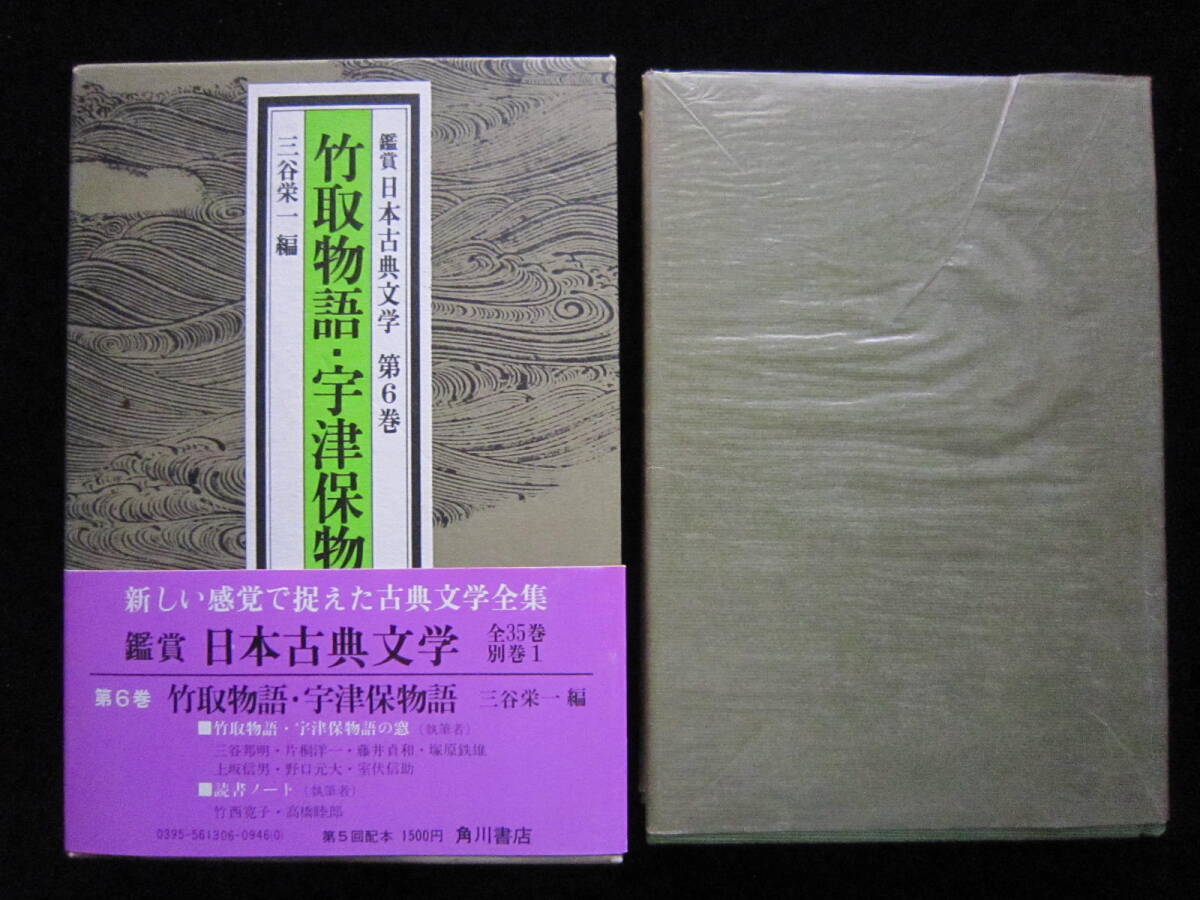 鑑賞 日本古典文学 第6巻
竹取物語・宇津保物
三谷栄一 編
新しい感覚で捉えた古典文学全集
鑑賞 日本古典文学 全35巻
別巻1
第6巻 竹取物語・宇津保物語 三谷栄一 編
■竹取物語・宇津保物語の窓(執筆者)
三谷邦明・片桐洋一・藤井貞和・塚原鉄雄
上坂信男・野口元大・室伏信助
■読書ノート(執筆者)
竹西寛子・高橋睦郎
0395-561306-0946(0) 第5回配本 1500円 角川書店